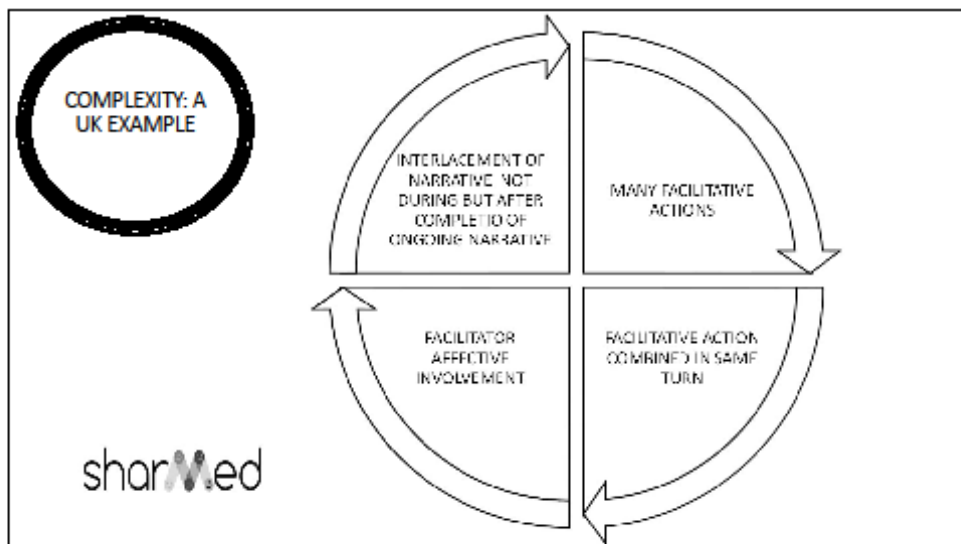 COMPLEXITY: A
UK EXAMPLE
INTERLACEMENT OF
NARRATIVE NOT
DURING BUT AFTER
COMPLETIO OF
ONGOING NARRATIVE
MANY FACILITATIVE
ACTIONS
FACILITATOR
AFFECTIVE
INVOLVEMENT
FACILITATIVE ACTION
COMBINED IN SAME
TURN
sharMed